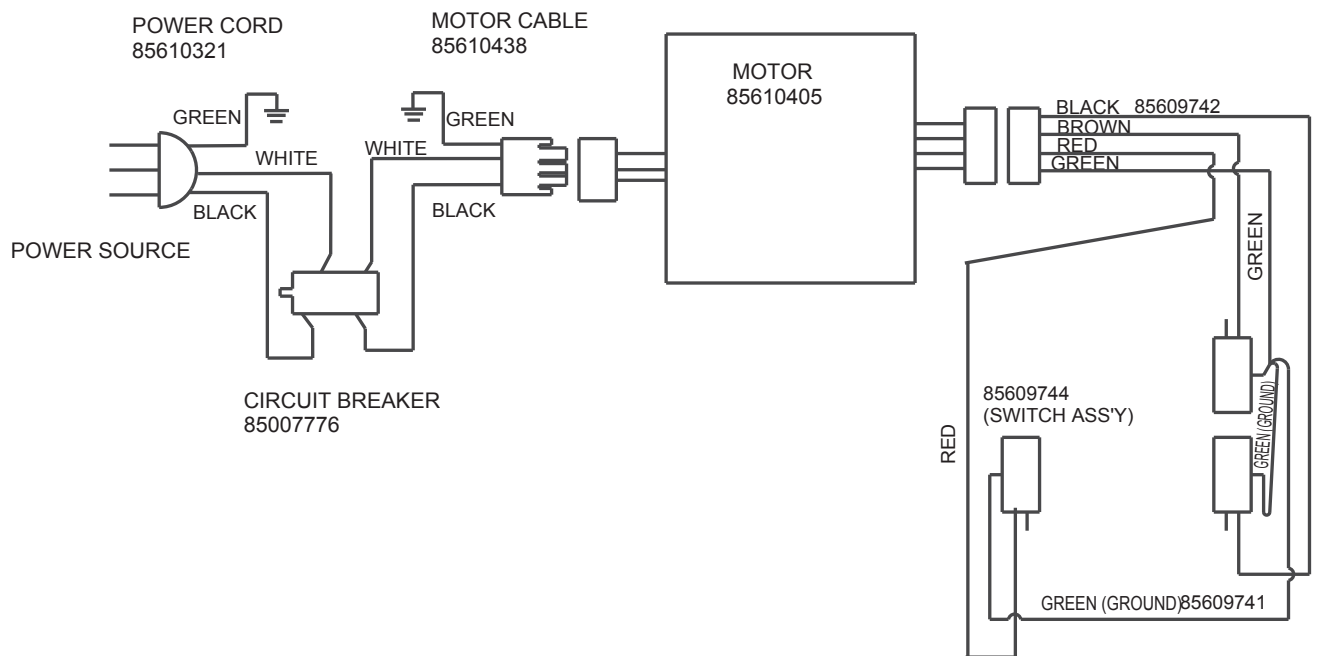 POWER CORD
85610321
MOTOR CABLE
85610438
MOTOR
85610405
GREEN
GREEN
WHITE
WHITE
BLACK
BLACK
POWER SOURCE
CIRCUIT BREAKER
85007776
BLACK 85609742
BROWN
RED
GREEN
GREEN
85609744
(SWITCH ASS'Y)
RED
GREEN (GROUND)
GREEN (GROUND)85609741